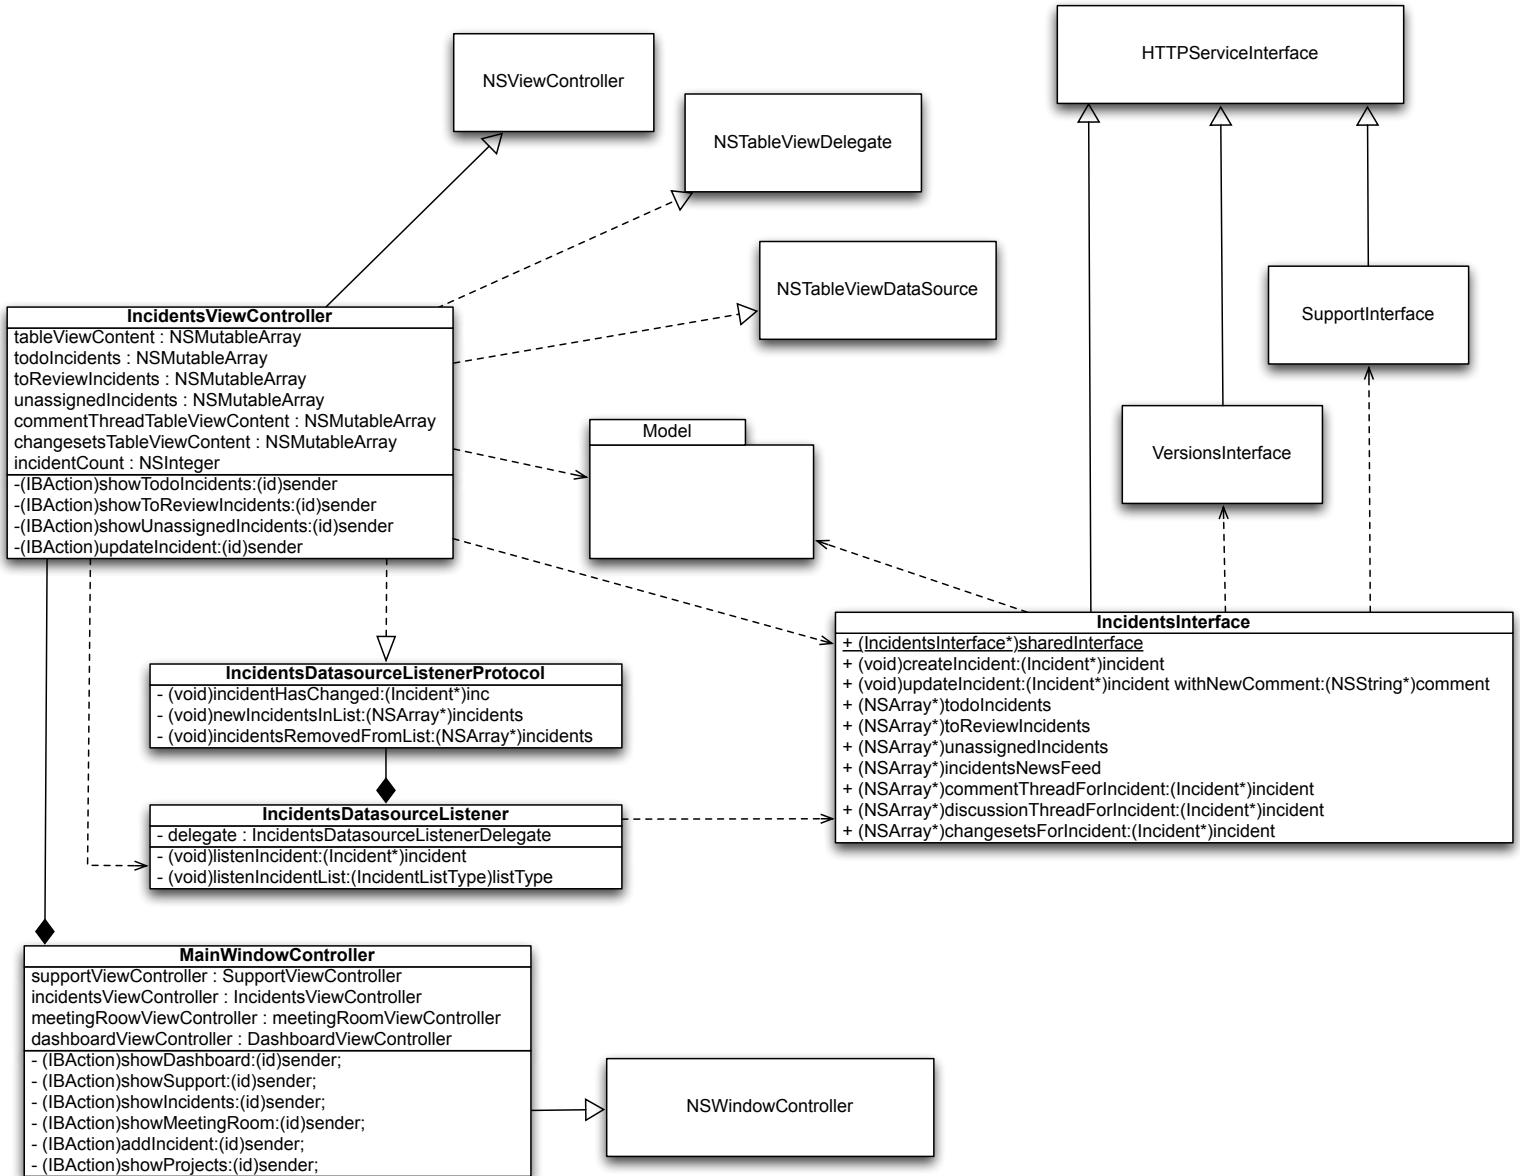 HTTPServiceInterface
NSViewController
NSTableViewDelegate
NSTableViewDataSource
SupportInterface
IncidentsViewController
tableViewContent : NSMutableArray
todoIncidents : NSMutableArray
toReviewIncidents : NSMutableArray
unassignedIncidents : NSMutableArray
commentThreadTableViewContent : NSMutableArray
changesetsTableViewContent : NSMutableArray
incidentCount : NSInteger
-(IBAction)showTodoIncidents:(id)sender
-(IBAction)showToReviewIncidents:(id)sender
-(IBAction)showUnassignedIncidents:(id)sender
-(IBAction)updateIncident:(id)sender
Model
VersionsInterface
IncidentsInterface
+ (IncidentsInterface*)sharedInterface
+ (void)createIncident:(Incident*)incident
+ (void)updateIncident:(Incident*)incident withNewComment:(NSString*)comment
+ (NSArray*)todoIncidents
+ (NSArray*)toReviewIncidents
+ (NSArray*)unassignedIncidents
+ (NSArray*)incidentsNewsFeed
+ (NSArray*)commentThreadForIncident:(Incident*)incident
+ (NSArray*)discussionThreadForIncident:(Incident*)incident
+ (NSArray*)changesetsForIncident:(Incident*)incident
IncidentsDatasourceListenerProtocol
- (void)incidentHasChanged:(Incident*)inc
- (void)newIncidentsInList:(NSArray*)incidents
- (void)incidentsRemovedFromList:(NSArray*)incidents
IncidentsDatasourceListener
- delegate : IncidentsDatasourceListenerDelegate
- (void)listenIncident:(Incident*)incident
- (void)listenIncidentList:(IncidentListType)listType
MainWindowController
supportViewController : SupportViewController
incidentsViewController : IncidentsViewController
meetingRoowViewController : meetingRoomViewController
dashboardViewController : DashboardViewController
- (IBAction)showDashboard:(id)sender;
- (IBAction)showSupport:(id)sender;
- (IBAction)showIncidents:(id)sender;
- (IBAction)showMeetingRoom:(id)sender;
- (IBAction)addIncident:(id)sender;
- (IBAction)showProjects:(id)sender;
NSWindowController